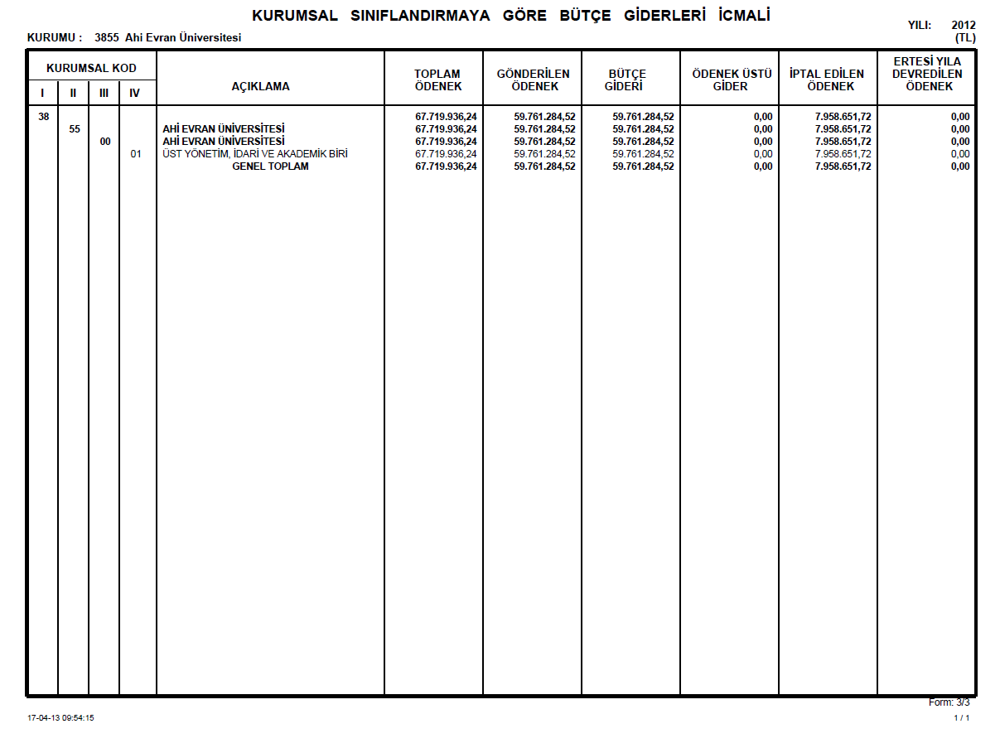 KURUMSAL SINIFLANDIRMAYA GÖRE BÜTÇE GİDERLERİ İCMALİ
YILI: 2012
KURUMU : 3855 Ahi Evran Üniversitesi (TL)
KURUMSAL KOD
I II III IV
AÇIKLAMA
TOPLAM
ÖDENEK
GÖNDERİLEN
ÖDENEK
BÜTÇE
GİDERİ
ÖDENEK ÜSTÜ
GİDER
İPTAL EDİLEN
ÖDENEK
ERTESİ YILA
DEVREDİLEN
ÖDENEK
38 67.719.936,24 59.761.284,52 59.761.284,52 0,00 7.958.651,72 0,00
55 AHİ EVRAN ÜNİVERSİTESİ 67.719.936,24 59.761.284,52 59.761.284,52 0,00 7.958.651,72 0,00
00 AHİ EVRAN ÜNİVERSİTESİ 67.719.936,24 59.761.284,52 59.761.284,52 0,00 7.958.651,72 0,00
01 ÜST YÖNETİM, İDARİ VE AKADEMİK BİRİ 67.719.936,24 59.761.284,52 59.761.284,52 0,00 7.958.651,72 0,00
GENEL TOPLAM 67.719.936,24 59.761.284,52 59.761.284,52 0,00 7.958.651,72 0,00
Form: 3/3
17-04-13 09:54:15 1 / 1